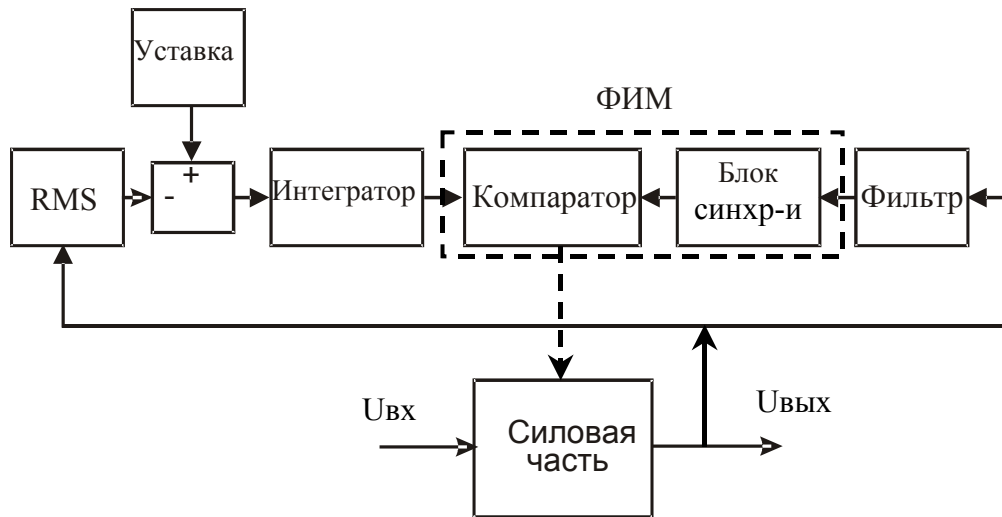 Уставка
ФИМ
RMS
+
-
Интегратор
Компаратор
Блок
синхр-и
Фильтр
Uвх
Силовая
часть
Uвых